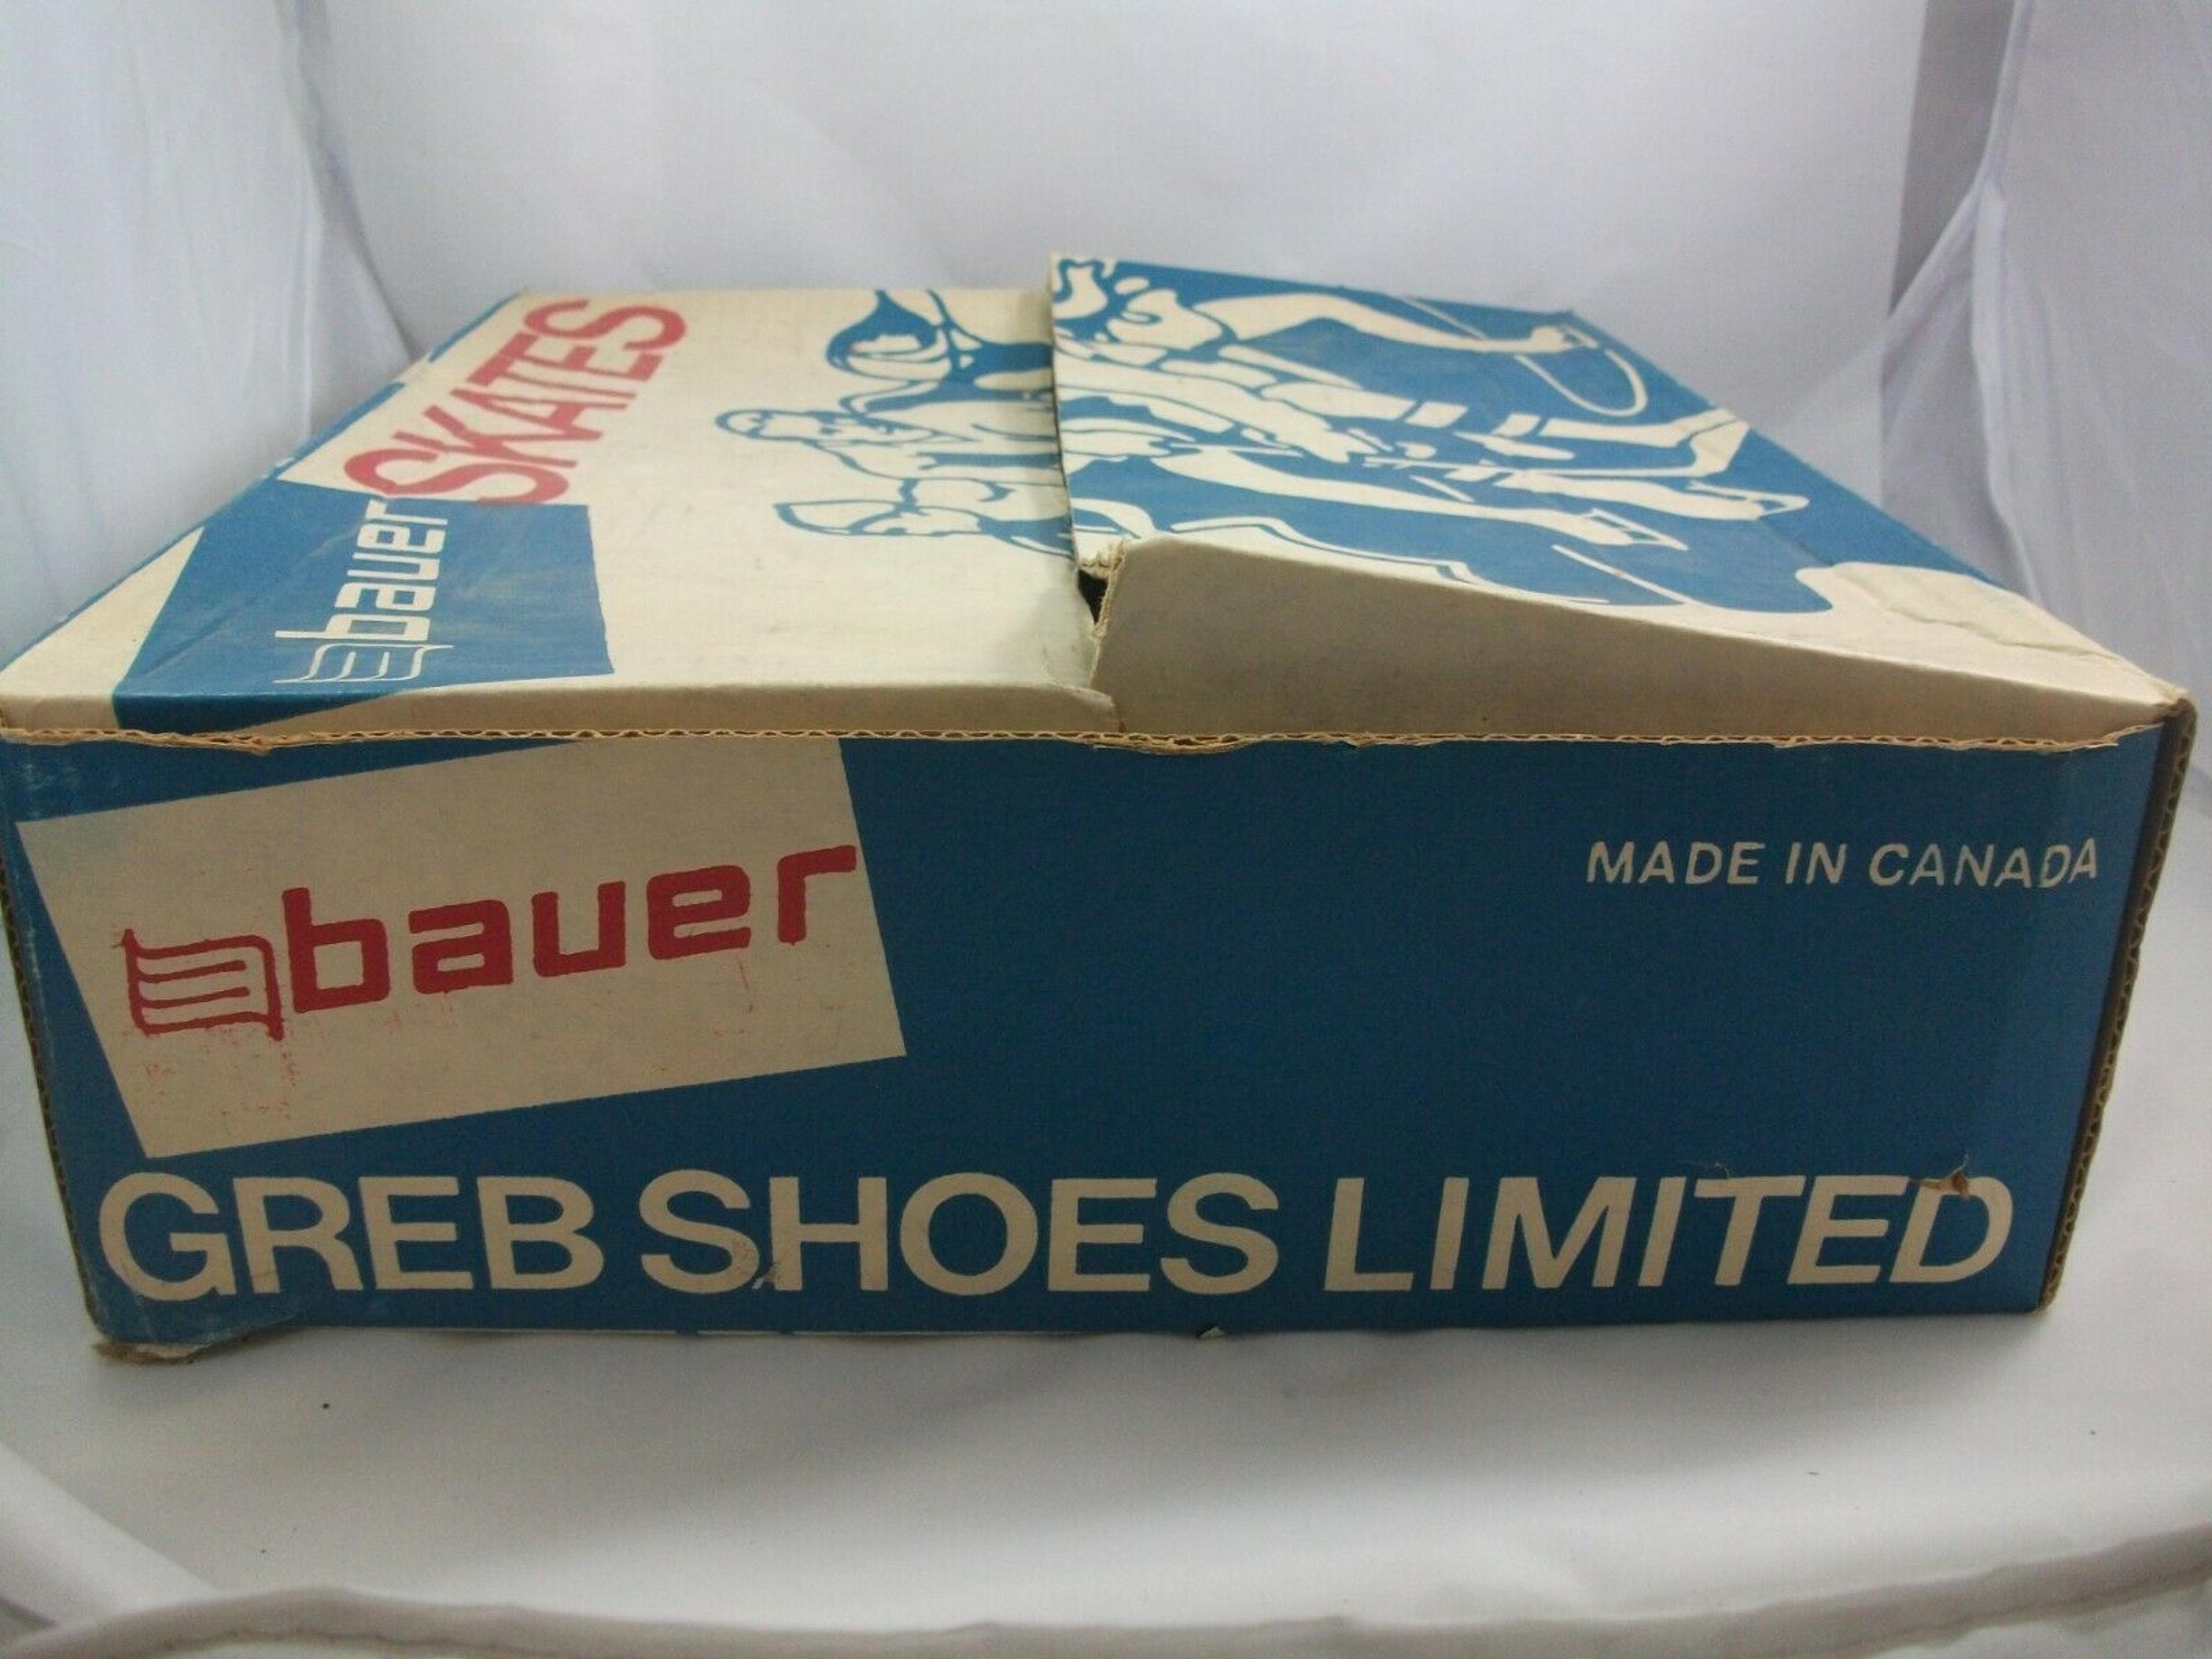 bauer SKATES
bauer
MADE IN CANADA
GREB SHOES LIMITED